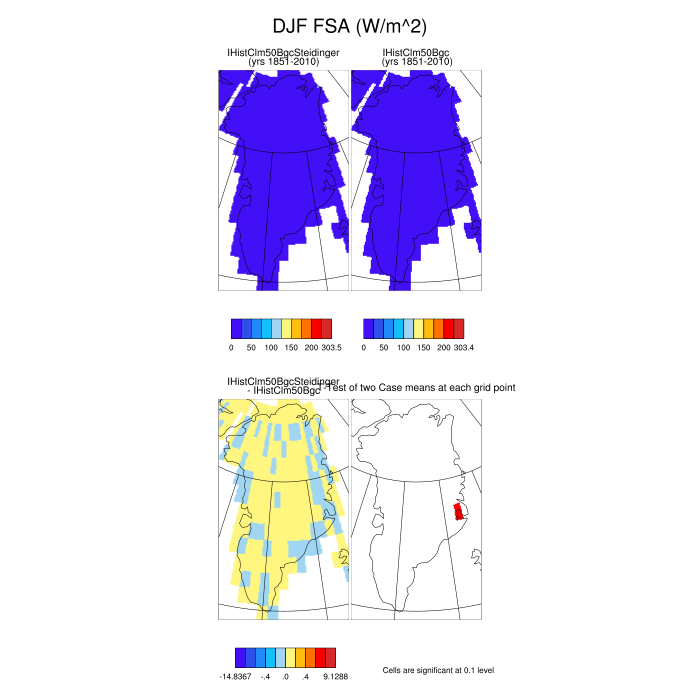 DJF FSA (W/m^2)
IHistClm50BgcSteidinger
(yrs 1851-2010)
IHistClm50Bgc
(yrs 1851-2010)
0 50 100 150 200 303.5
0 50 100 150 200 303.4
IHistClm50BgcSteidinger
- IHistClm50Bgc
T-Test of two Case means at each grid point
-14.8367 -.4 .0 .4 9.1288
Cells are significant at 0.1 level